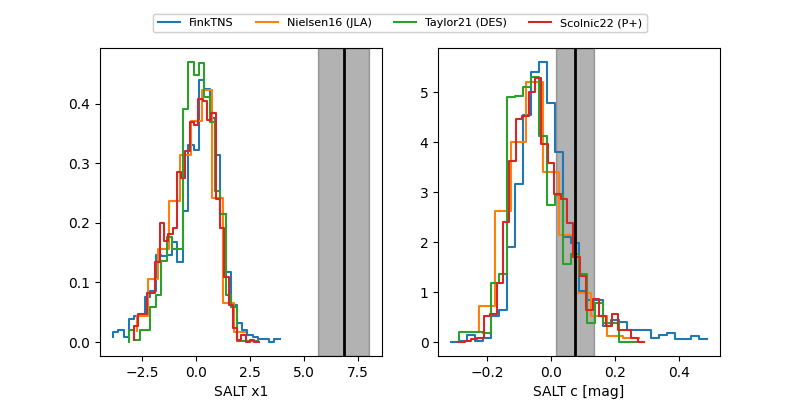 FinkTNS Nielsen16 (JLA) Taylor21 (DES) Scolnic22 (P+)
0.4
0.3
0.2
0.1
0.0
−2.5 0.0 2.5 5.0 7.5
SALT x1
5
4
3
2
1
0
−0.2 0.0 0.2 0.4
SALT c [mag]